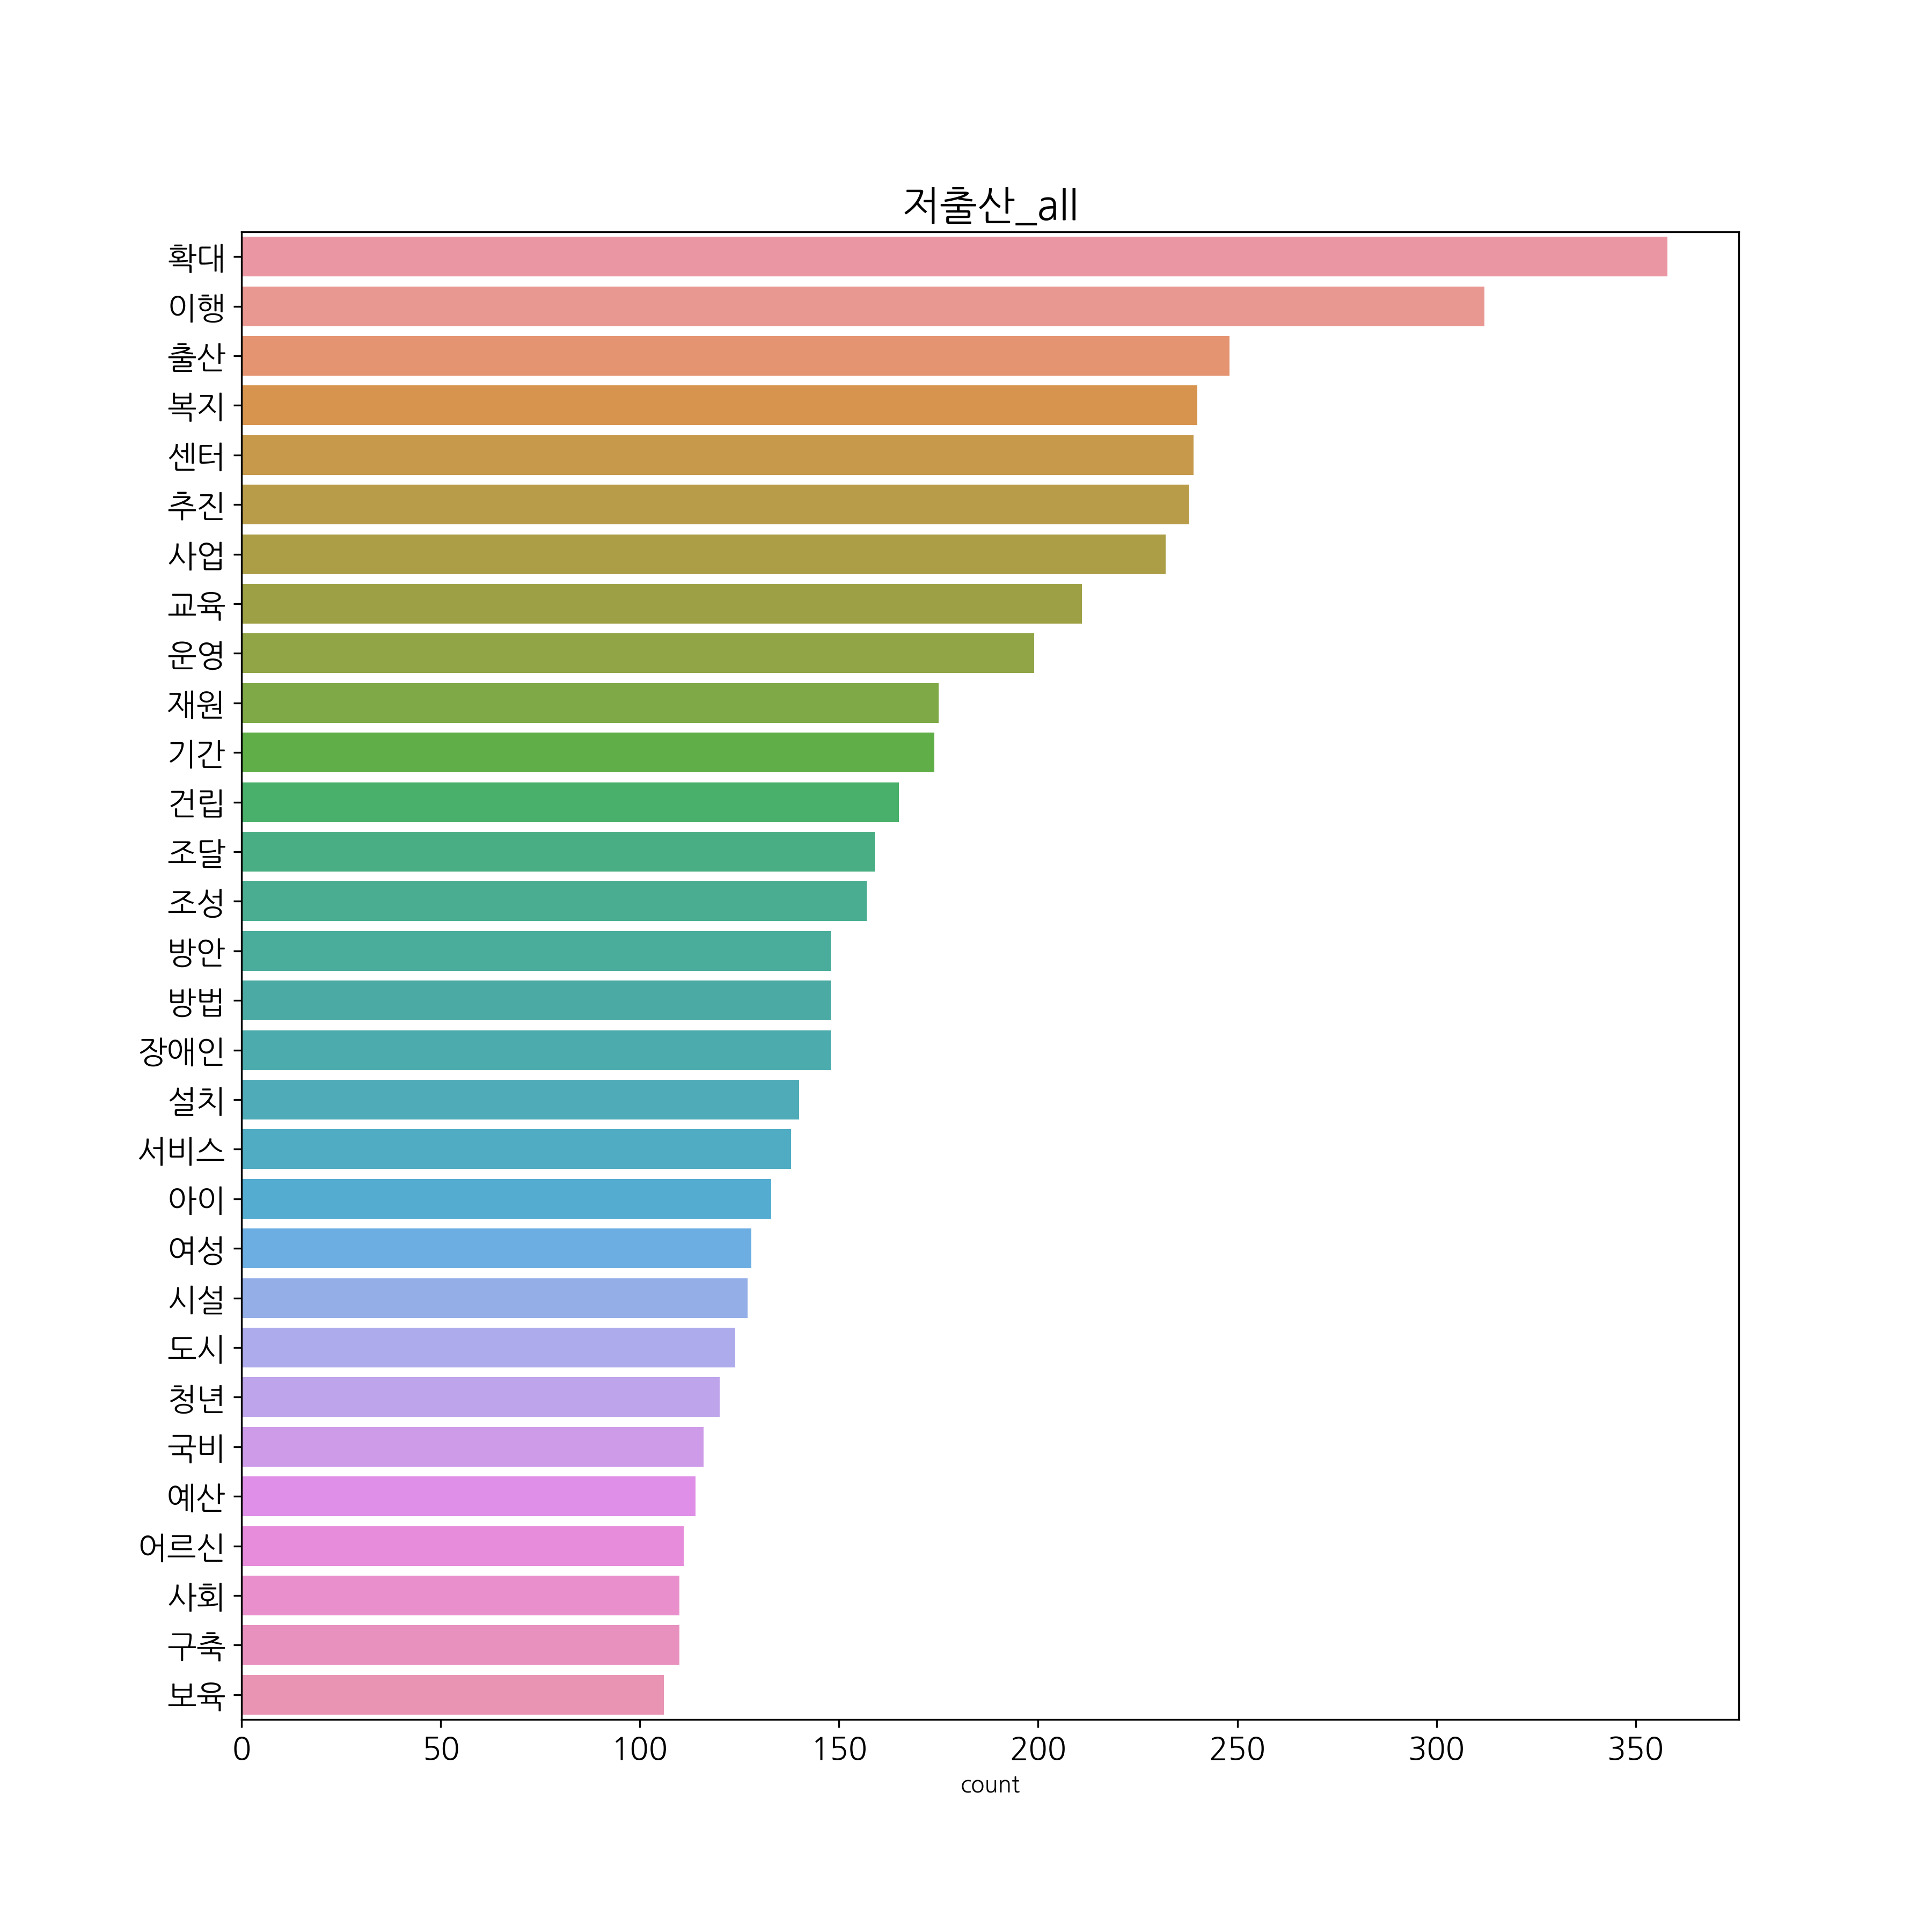 저출산_all
확대
이행
출산
복지
센터
추진
사업
교육
운영
재원
기간
건립
조달
조성
방안
방법
장애인
설치
서비스
아이
여성
시설
도시
청년
국비
예산
어르신
사회
구축
보육
0 50 100 150 200 250 300 350
count